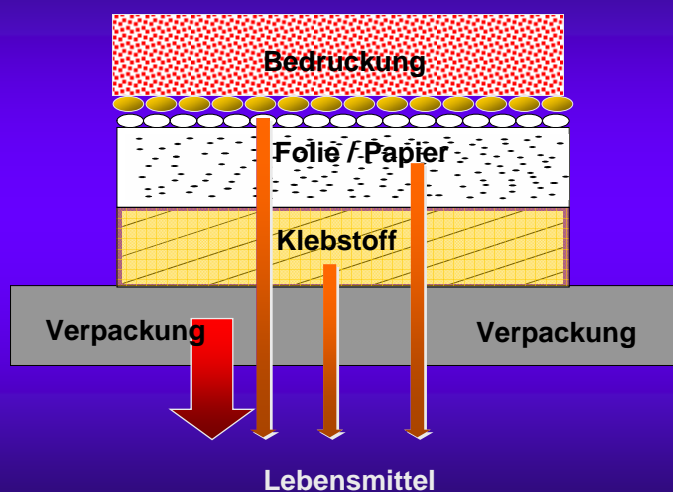 Bedruckung
Folie / Papier
Klebstoff
Verpackung
Verpackung
Lebensmittel